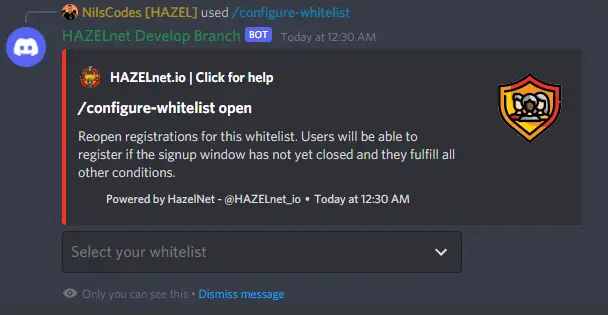 NilsCodes [HAZEL] used /configure-whitelist
HAZELnet Develop Branch BOT Today at 12:30 AM
HAZELnet.io | Click for help
/configure-whitelist open
Reopen registrations for this whitelist. Users will be able to
register if the signup window has not yet closed and they fulfill all
other conditions.
Powered by HazelNet - @HAZELnet_io • Today at 12:30 AM
Select your whitelist
Only you can see this • Dismiss message